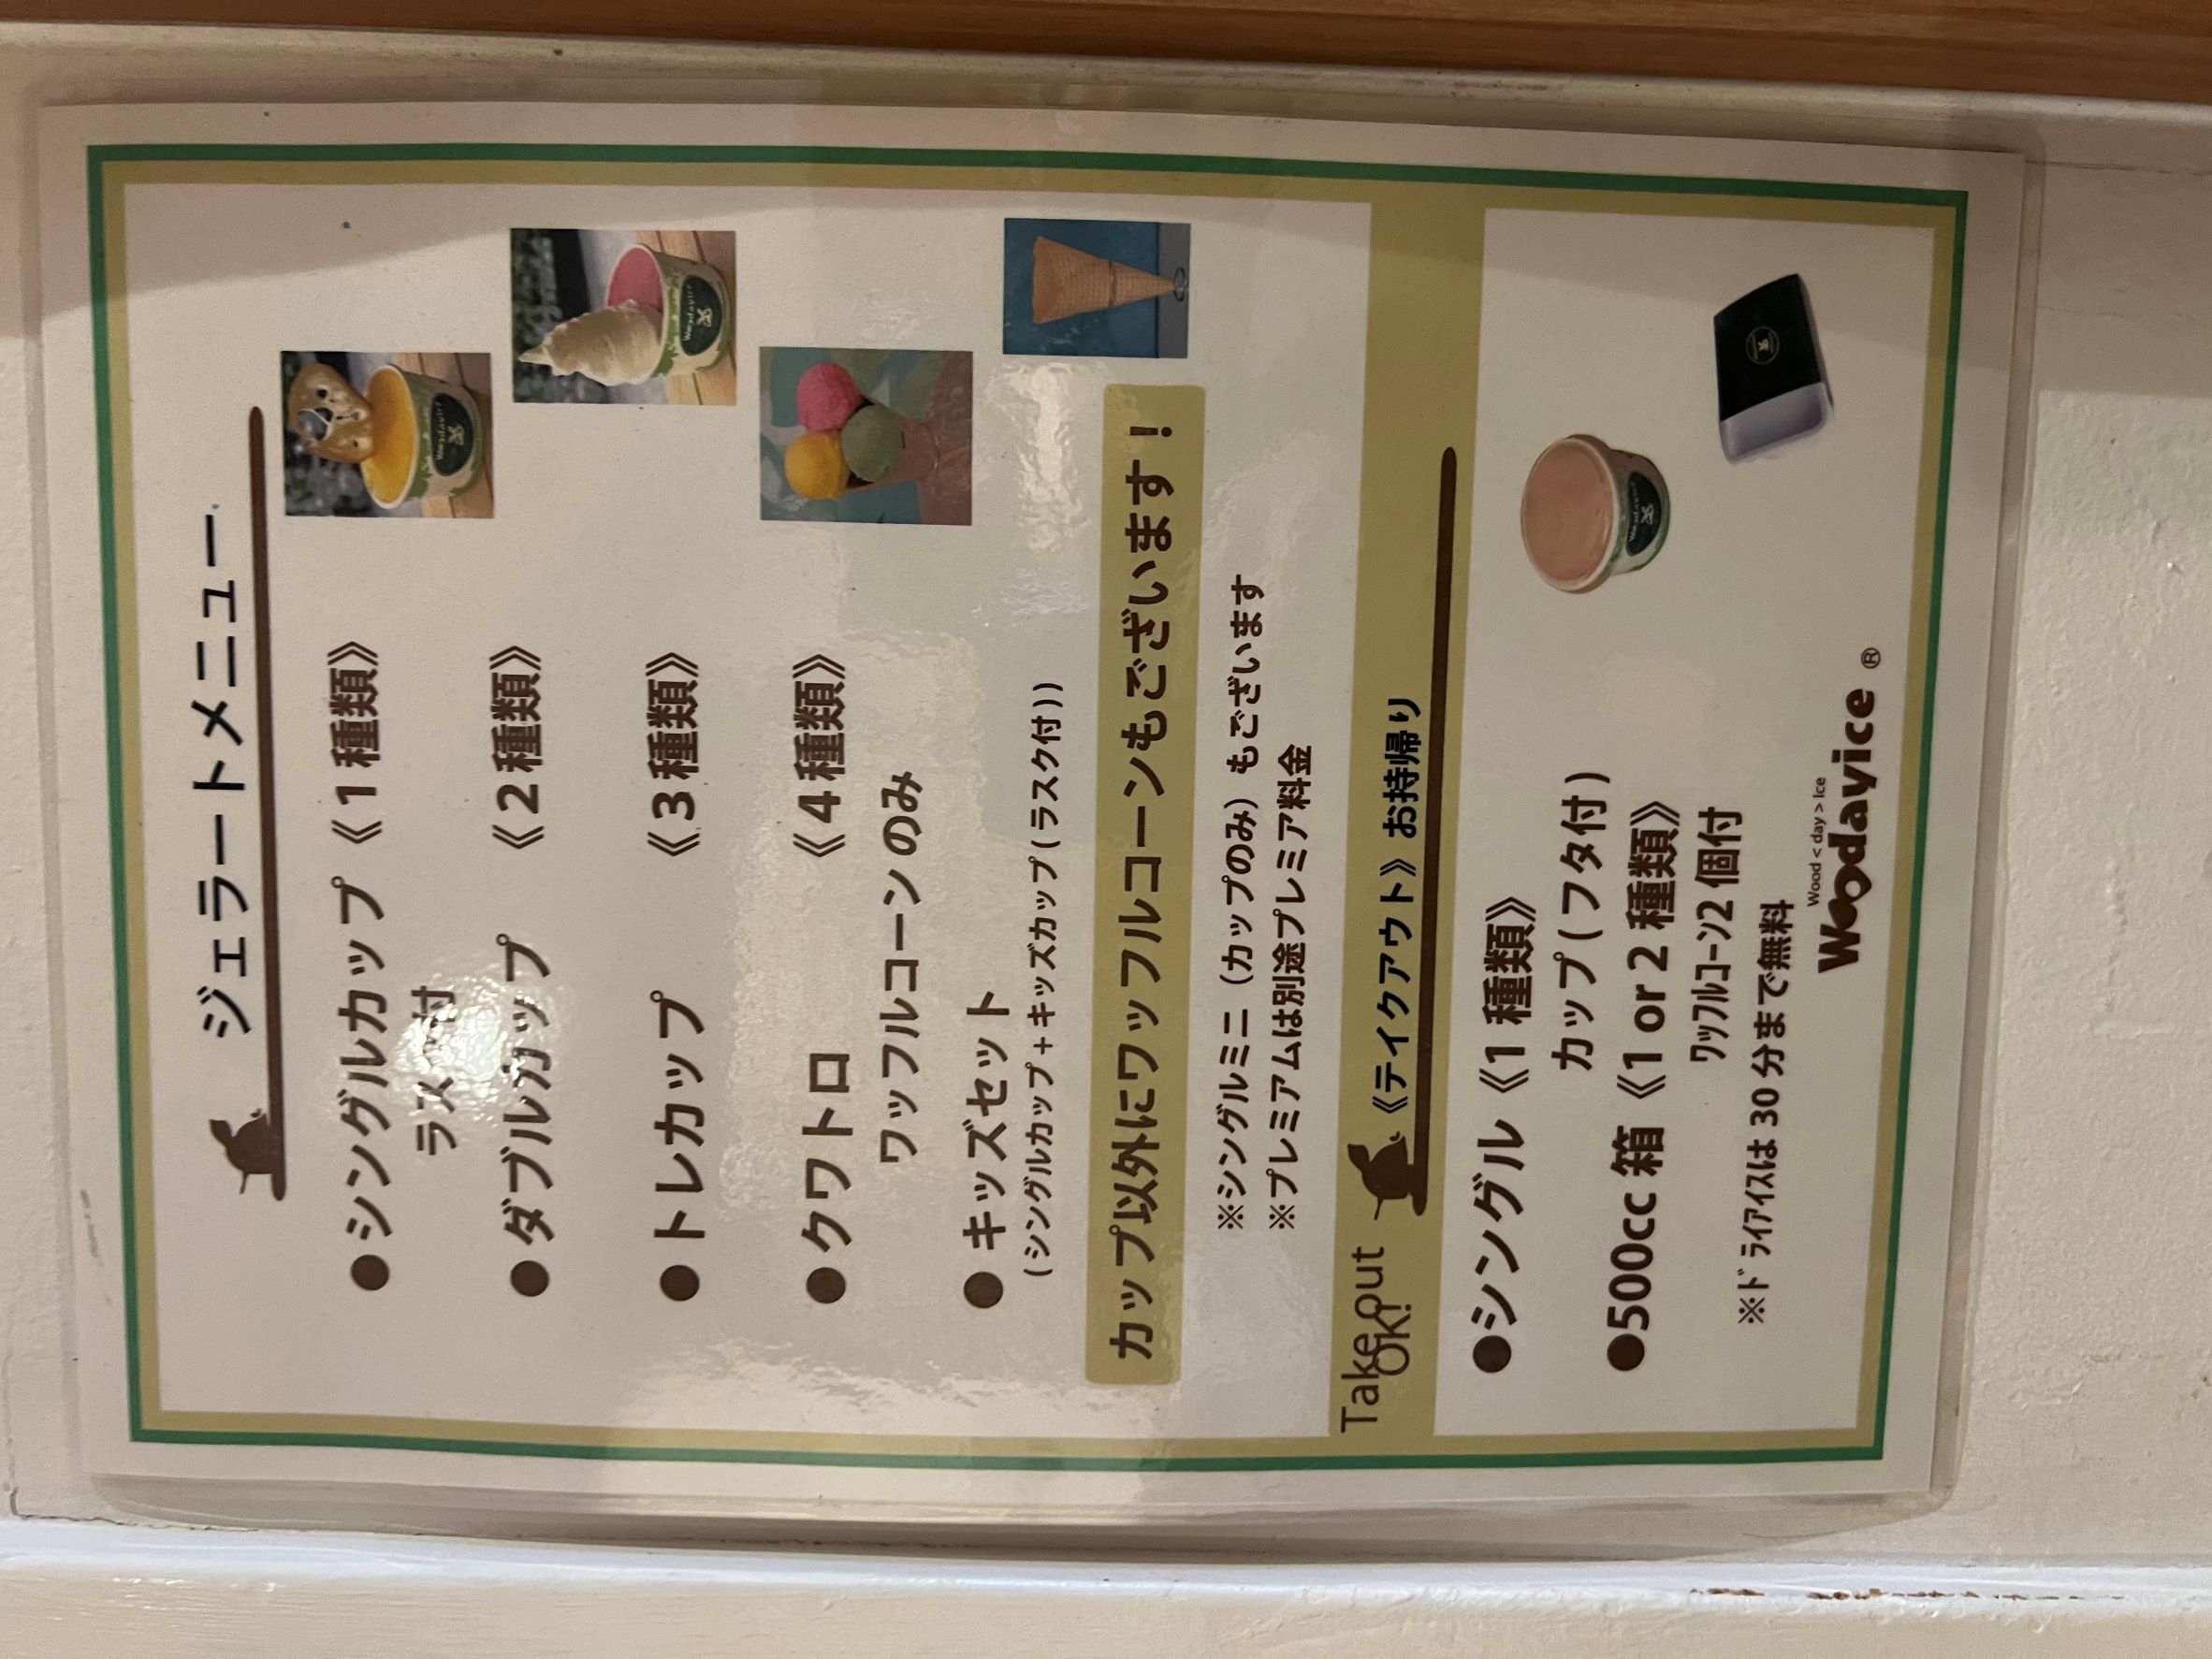 ジェラートメニュー
●シングルカップ《1種類》
ラスク付
●ダブルカップ 《2種類》
●トレカップ 《3種類》
●クワトロ 《4種類》
ワッフルコーンのみ
●キッズセット
(シングルカップ+キッズカップ(ラスク付))
カップ以外にワッフルコーンもございます！
※シングルミニ（カップのみ）もございます
※プレミアムは別途プレミア料金
Take out
OK!
《テイクアウト》お持帰り
●シングル《1種類》
カップ(フタ付)
●500cc箱《1 or 2種類》
ﾜｯﾌﾙｺｰﾝ2個付
※ﾄﾞﾗｲｱｲｽは30分まで無料
Wood < day > Ice
Woodayice ®